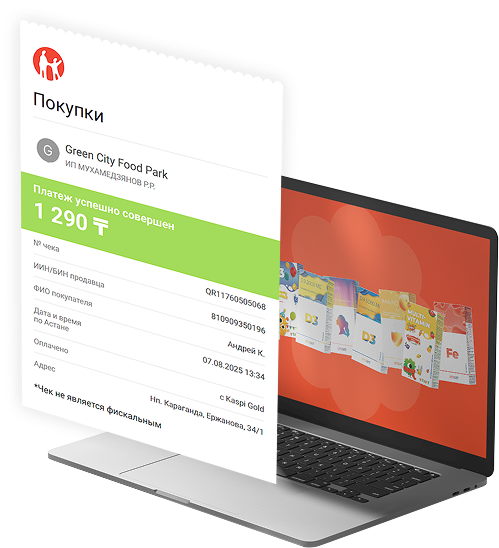 Покупки
G
Green City Food Park
ИП МУХАМЕДЗЯНОВ Р.Р.
Платеж успешно совершен
1 290 ₸
№ чека
QR11760505068
ИИН/БИН продавца
810909350196
ФИО покупателя
Андрей К.
Дата и время
по Астане
07.08.2025 13:34
Оплачено
с Kaspi Gold
Адрес
Нп. Караганда, Ержанова, 34/1
*Чек не является фискальным
D3
D3
MULTI
VITAMIN
Fe